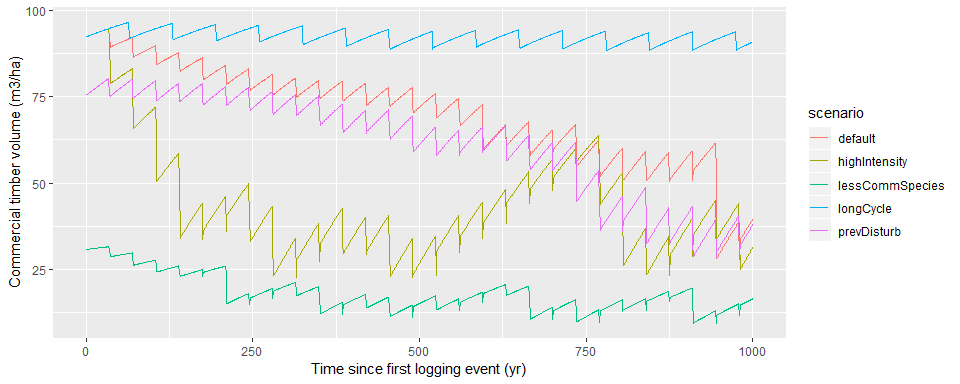 Commercial timber volume (m3/ha)
100
75
50
25
0
250
500
750
1000
Time since first logging event (yr)
scenario
default
highIntensity
lessCommSpecies
longCycle
prevDisturb